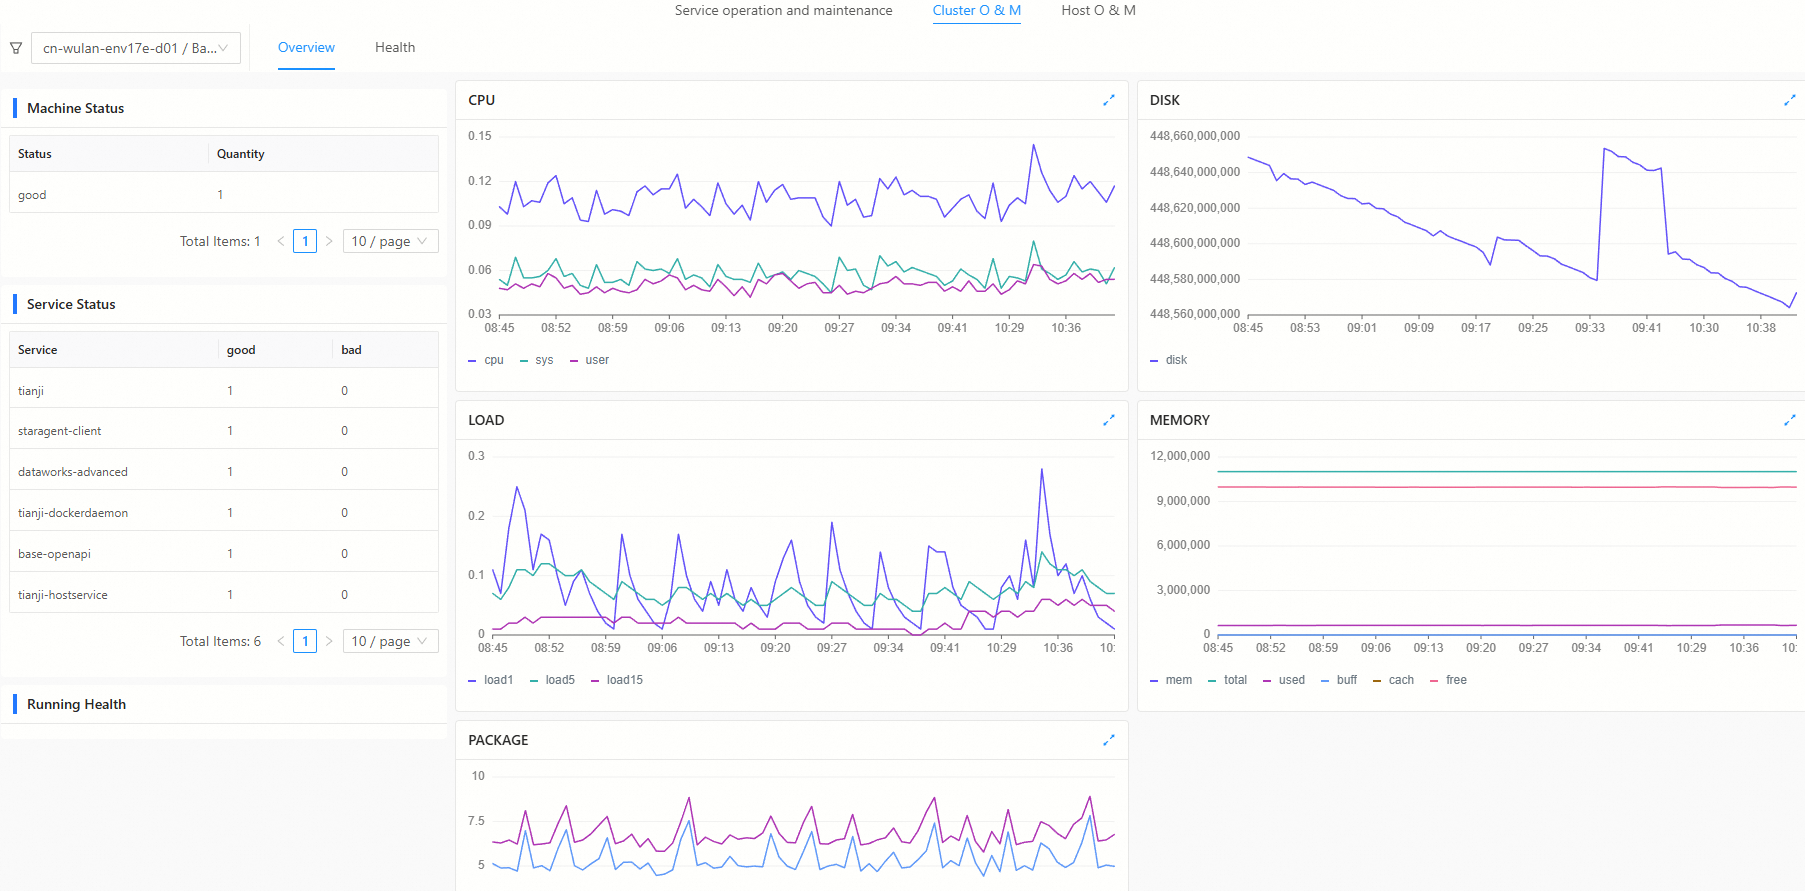 Service operation and maintenance Cluster O & M Host O & M
cn-wulan-env17e-d01 / Ba... Overview Health
Machine Status
Status Quantity
good 1
Total Items: 1 < 1 > 10 / page
Service Status
Service good bad
tianji 1 0
staragent-client 1 0
dataworks-advanced 1 0
tianji-dockerdaemon 1 0
base-openapi 1 0
tianji-hostservice 1 0
Total Items: 6 < 1 > 10 / page
Running Health
CPU
0.15
0.12
0.09
0.06
0.03
08:45 08:52 08:59 09:06 09:13 09:20 09:27 09:34 09:41 10:29 10:36
cpu sys user
DISK
448,660,000,000
448,640,000,000
448,620,000,000
448,600,000,000
448,580,000,000
448,560,000,000
08:45 08:53 09:01 09:09 09:17 09:25 09:33 09:41 10:30 10:38
disk
LOAD
0.3
0.2
0.1
0
08:45 08:52 08:59 09:06 09:13 09:20 09:27 09:34 09:41 10:29 10:36 10:
load1 load5 load15
MEMORY
12,000,000
9,000,000
6,000,000
3,000,000
0
08:45 08:52 08:59 09:06 09:13 09:20 09:27 09:34 09:41 10:29 10:36 10:
mem total used buff cach free
PACKAGE
10
7.5
5